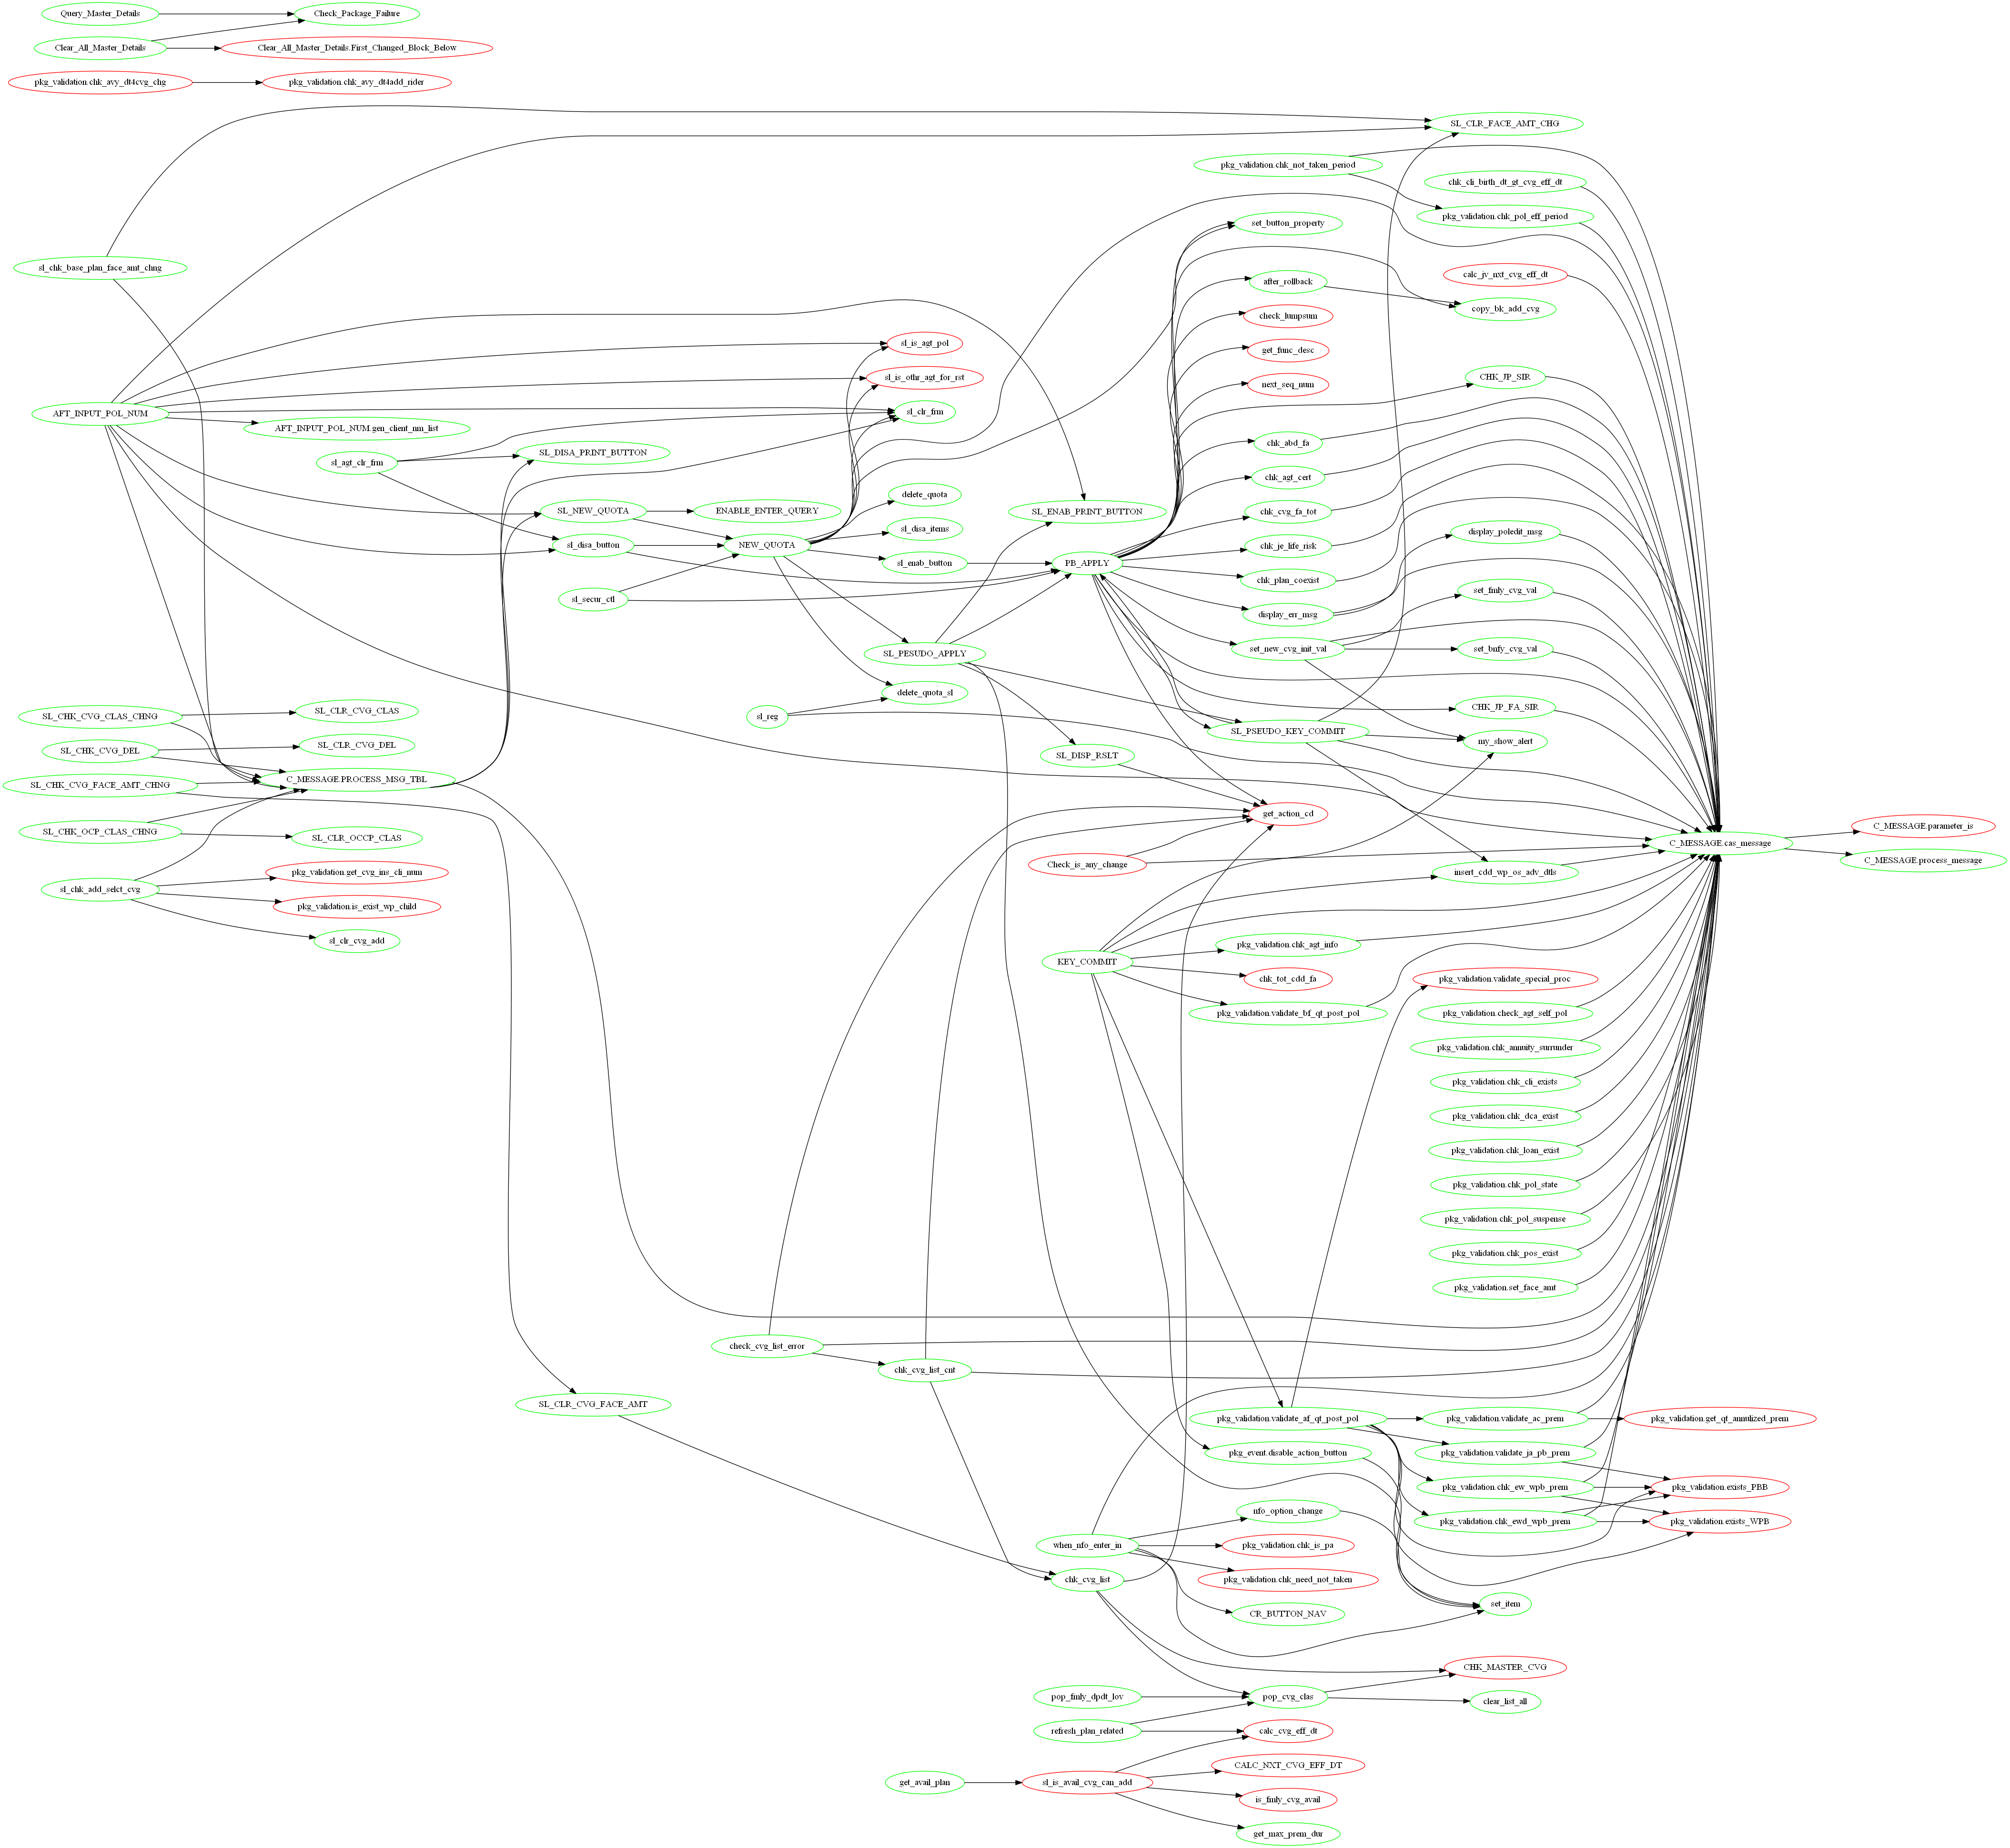 Query_Master_Details
Check_Package_Failure
Clear_All_Master_Details
Clear_All_Master_Details.First_Changed_Block_Below
pkg_validation.chk_avy_dt4cvg_chg
pkg_validation.chk_avy_dt4add_rider
SL_CLR_FACE_AMT_CHG
pkg_validation.chk_not_taken_period
chk_cli_birth_dt_gt_cvg_eff_dt
pkg_validation.chk_pol_eff_period
set_button_property
sl_chk_base_plan_face_amt_chng
calc_jv_nxt_cvg_eff_dt
after_rollback
copy_bk_add_cvg
check_lumpsum
sl_is_agt_pol
get_func_desc
sl_is_othr_agt_for_rst
next_seq_num
CHK_JP_SIR
AFT_INPUT_POL_NUM
sl_clr_frm
AFT_INPUT_POL_NUM.gen_client_nm_list
chk_abd_fa
SL_DISA_PRINT_BUTTON
sl_agt_clr_frm
chk_agt_cert
delete_quota
SL_NEW_QUOTA
ENABLE_ENTER_QUERY
SL_ENAB_PRINT_BUTTON
chk_cvg_fa_tot
sl_disa_items
display_poledit_msg
sl_disa_button
NEW_QUOTA
chk_je_life_risk
sl_enab_button
PB_APPLY
chk_plan_coexist
set_fmly_cvg_val
sl_secur_ctl
display_err_msg
SL_PESUDO_APPLY
set_new_cvg_init_val
set_bnfy_cvg_val
delete_quota_sl
CHK_JP_FA_SIR
SL_CHK_CVG_CLAS_CHNG
SL_CLR_CVG_CLAS
sl_reg
SL_PSEUDO_KEY_COMMIT
my_show_alert
SL_CHK_CVG_DEL
SL_CLR_CVG_DEL
SL_DISP_RSLT
SL_CHK_CVG_FACE_AMT_CHNG
C_MESSAGE.PROCESS_MSG_TBL
get_action_cd
C_MESSAGE.parameter_is
SL_CHK_OCP_CLAS_CHNG
SL_CLR_OCCP_CLAS
C_MESSAGE.cas_message
C_MESSAGE.process_message
Check_is_any_change
insert_cdd_wp_os_adv_dtls
sl_chk_add_selct_cvg
pkg_validation.get_cvg_ins_cli_num
pkg_validation.is_exist_wp_child
sl_clr_cvg_add
pkg_validation.chk_agt_info
KEY_COMMIT
chk_tot_cdd_fa
pkg_validation.validate_special_proc
pkg_validation.validate_bf_qt_post_pol
pkg_validation.check_agt_self_pol
pkg_validation.chk_annuity_surrunder
pkg_validation.chk_cli_exists
pkg_validation.chk_dca_exist
pkg_validation.chk_loan_exist
pkg_validation.chk_pol_state
pkg_validation.chk_pol_suspense
pkg_validation.chk_pos_exist
pkg_validation.set_face_amt
check_cvg_list_error
chk_cvg_list_cnt
SL_CLR_CVG_FACE_AMT
pkg_validation.validate_af_qt_post_pol
pkg_validation.validate_ac_prem
pkg_validation.get_qt_annulized_prem
pkg_event.disable_action_button
pkg_validation.validate_ja_pb_prem
pkg_validation.chk_ew_wpb_prem
pkg_validation.exists_PBB
nfo_option_change
pkg_validation.chk_ewd_wpb_prem
pkg_validation.exists_WPB
when_nfo_enter_in
pkg_validation.chk_is_pa
chk_cvg_list
pkg_validation.chk_need_not_taken
set_item
CR_BUTTON_NAV
CHK_MASTER_CVG
pop_fmly_dpdt_lov
pop_cvg_clas
clear_list_all
refresh_plan_related
calc_cvg_eff_dt
CALC_NXT_CVG_EFF_DT
get_avail_plan
sl_is_avail_cvg_can_add
is_fmly_cvg_avail
get_max_prem_dur